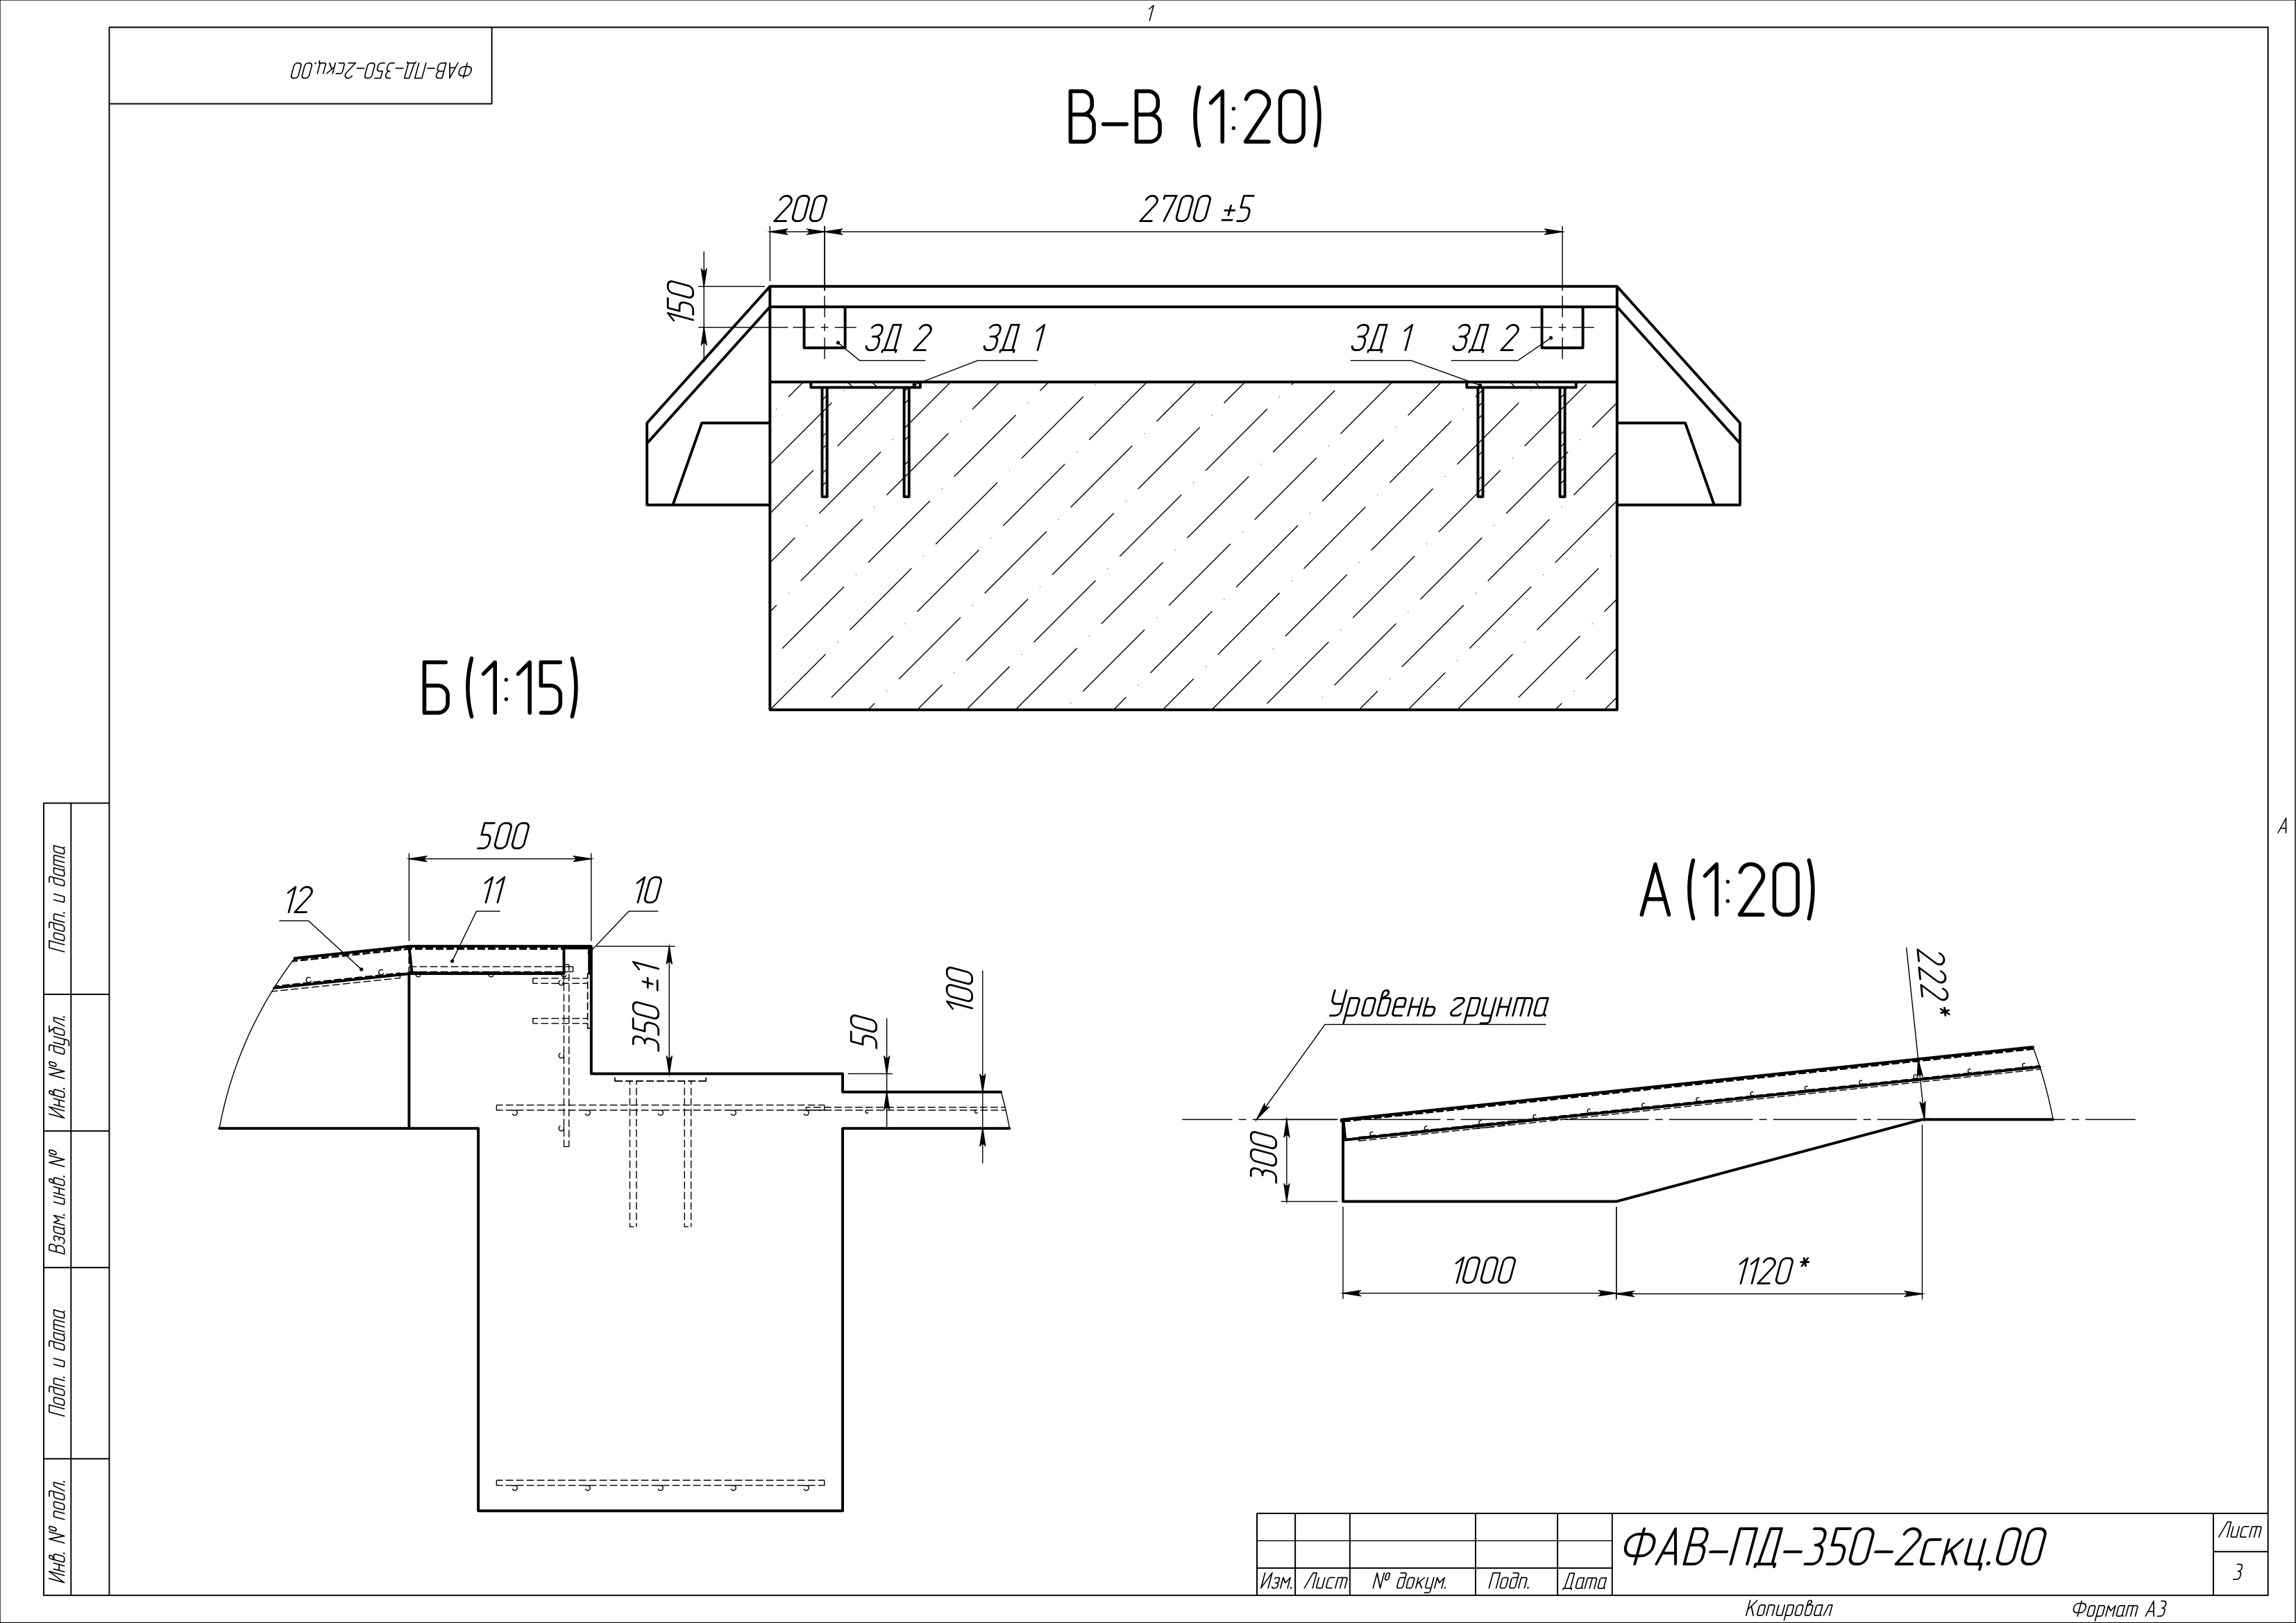 1
ФАВ-ПД-350-2скц.00
В-В (1:20)
200
2700 ±5
150
ЗД 2
ЗД 1
ЗД 1
ЗД 2
Б (1:15)
500
12
11
10
350 ±1
50
100
А
А (1:20)
222*
Уровень грунта
300
1000
1120*
Подп. и дата
Инв. № дубл.
Взам. инв. №
Подп. и дата
Инв. № подл.
Изм.
Лист
№ докум.
Подп.
Дата
ФАВ-ПД-350-2скц.00
Лист
3
Копировал
Формат А3